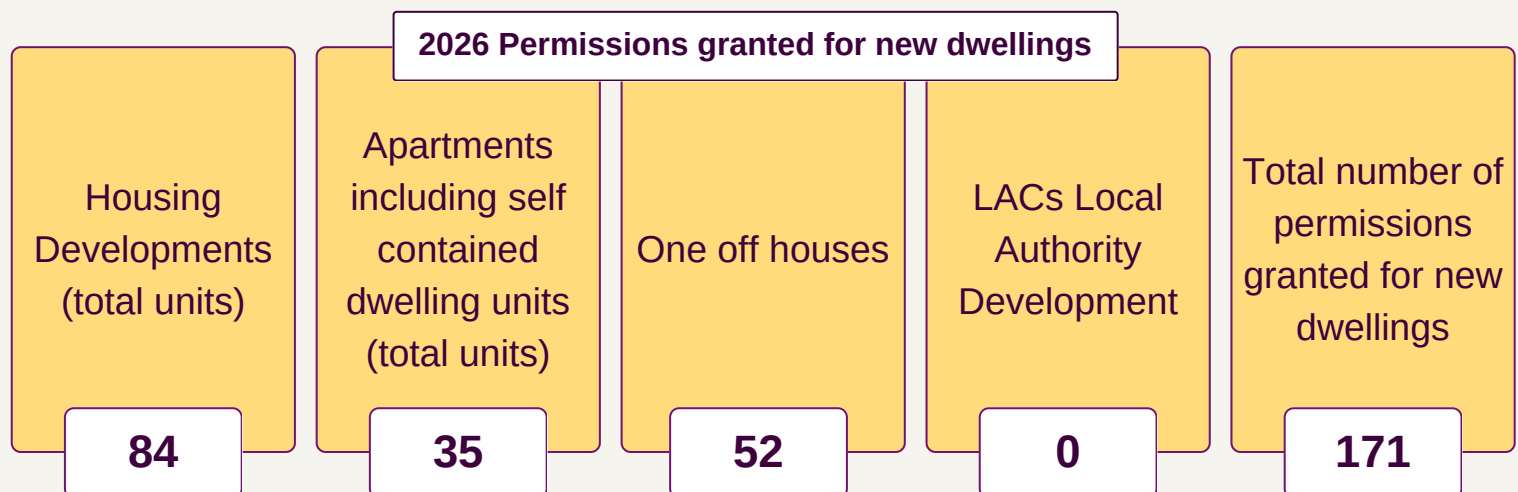 2026 Permissions granted for new dwellings
Housing
Developments
(total units)
84
Apartments
including self
contained
dwelling units
(total units)
35
One off houses
52
LACs Local
Authority
Development
0
Total number of
permissions
granted for new
dwellings
171